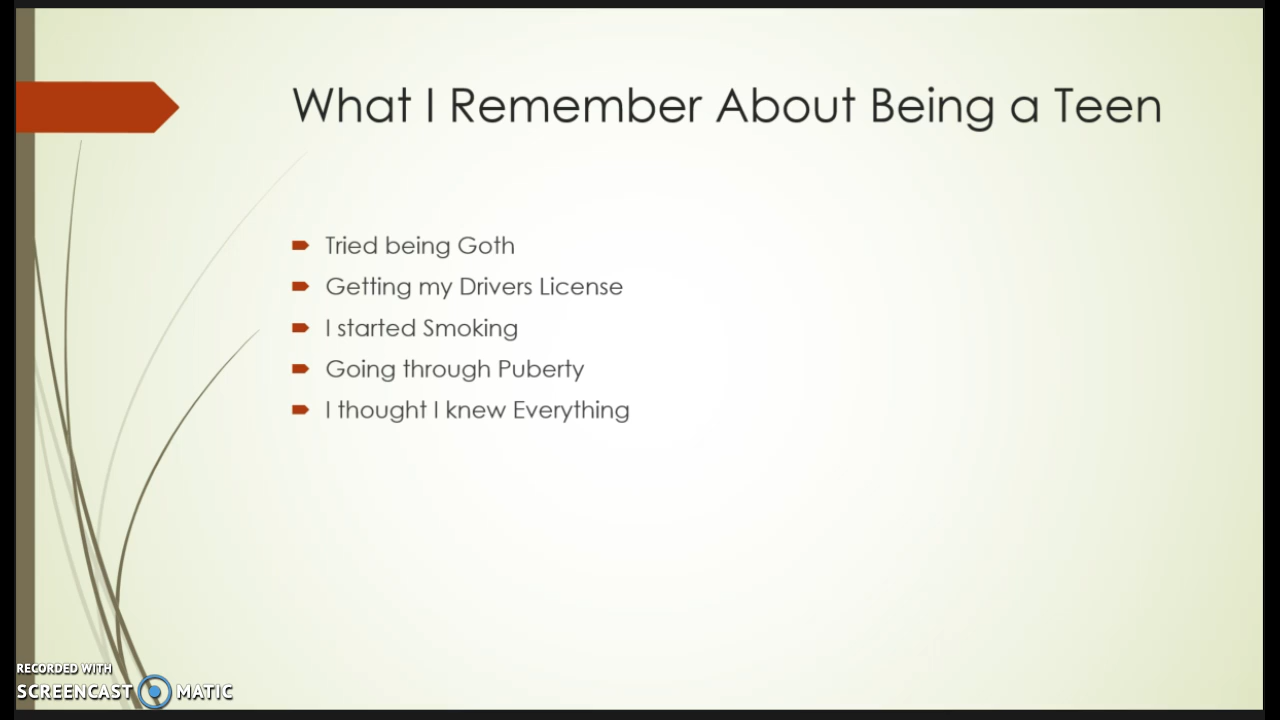 What I Remember About Being a Teen
Tried being Goth
Getting my Drivers License
I started Smoking
Going through Puberty
I thought I knew Everything
RECORDED WITH
SCREENCAST MATIC